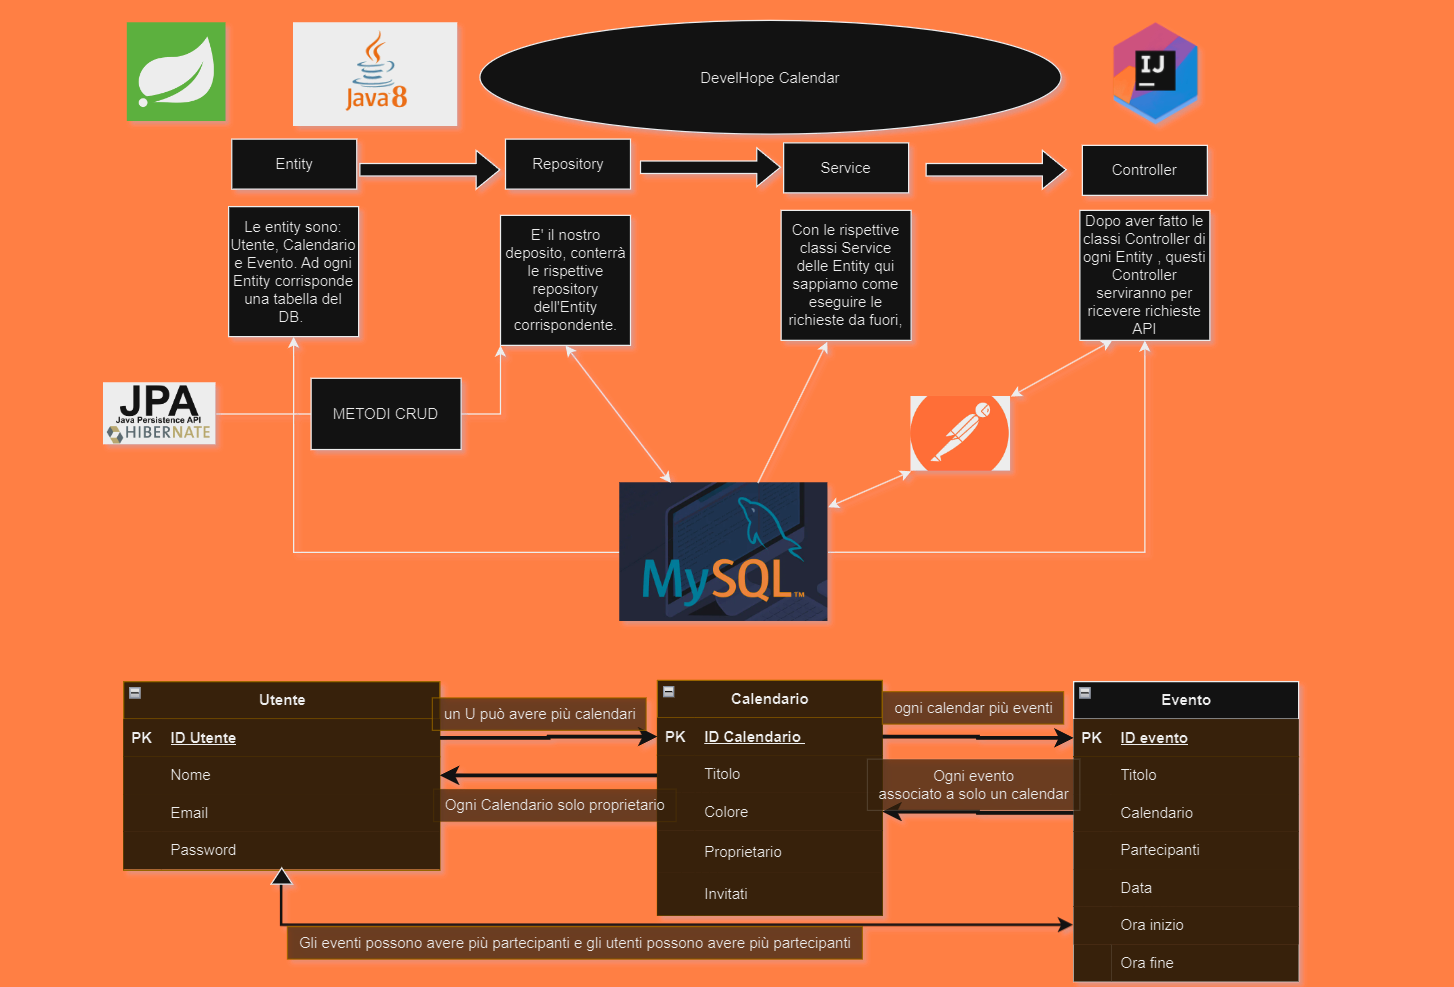 Java 8
DevelHope Calendar
IJ
Entity
Repository
Service
Controller
Le entity sono:
Utente, Calendario
e Evento. Ad ogni
Entity corrisponde
una tabella del
DB.
E' il nostro
deposito, conterrà
le rispettive
repository
dell'Entity
corrispondente.
Con le rispettive
classi Service
delle Entity qui
sappiamo come
eseguire le
richieste da fuori,
Dopo aver fatto le
classi Controller di
ogni Entity , questi
Controller
serviranno per
ricevere richieste
API
JPA
Java Persistence API
HIBERNATE
METODI CRUD
MySQL™
Utente
PK ID Utente
Nome
Email
Password
un U può avere più calendari
Ogni Calendario solo proprietario
Calendario
PK ID Calendario
Titolo
Colore
Proprietario
Invitati
ogni calendar più eventi
Ogni evento
associato a solo un calendar
Evento
PK ID evento
Titolo
Calendario
Partecipanti
Data
Ora inizio
Ora fine
Gli eventi possono avere più partecipanti e gli utenti possono avere più partecipanti